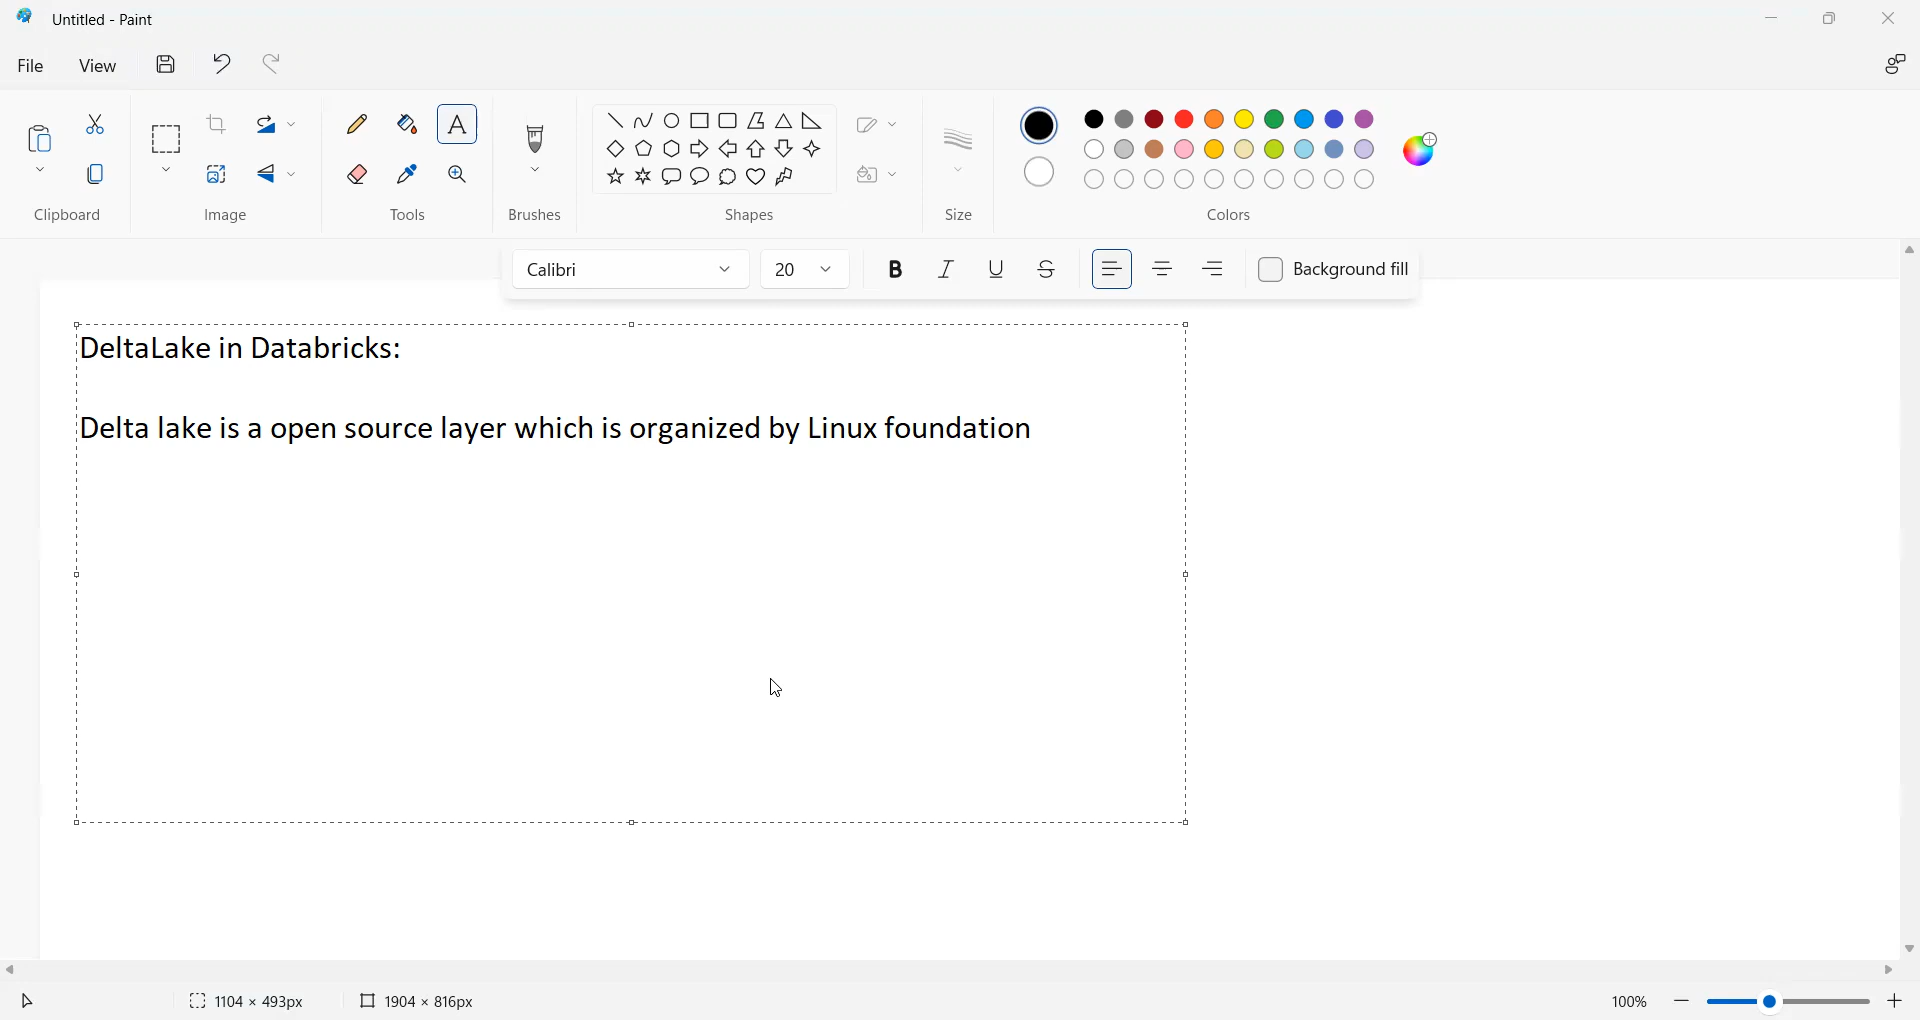 Untitled - Paint
File
View
Clipboard
Image
Tools
Brushes
Shapes
Size
Colors
Calibri
20
B
I
U
S
Background fill
DeltaLake in Databricks:
Delta lake is a open source layer which is organized by Linux foundation
1104 × 493px
1904 × 816px
100%